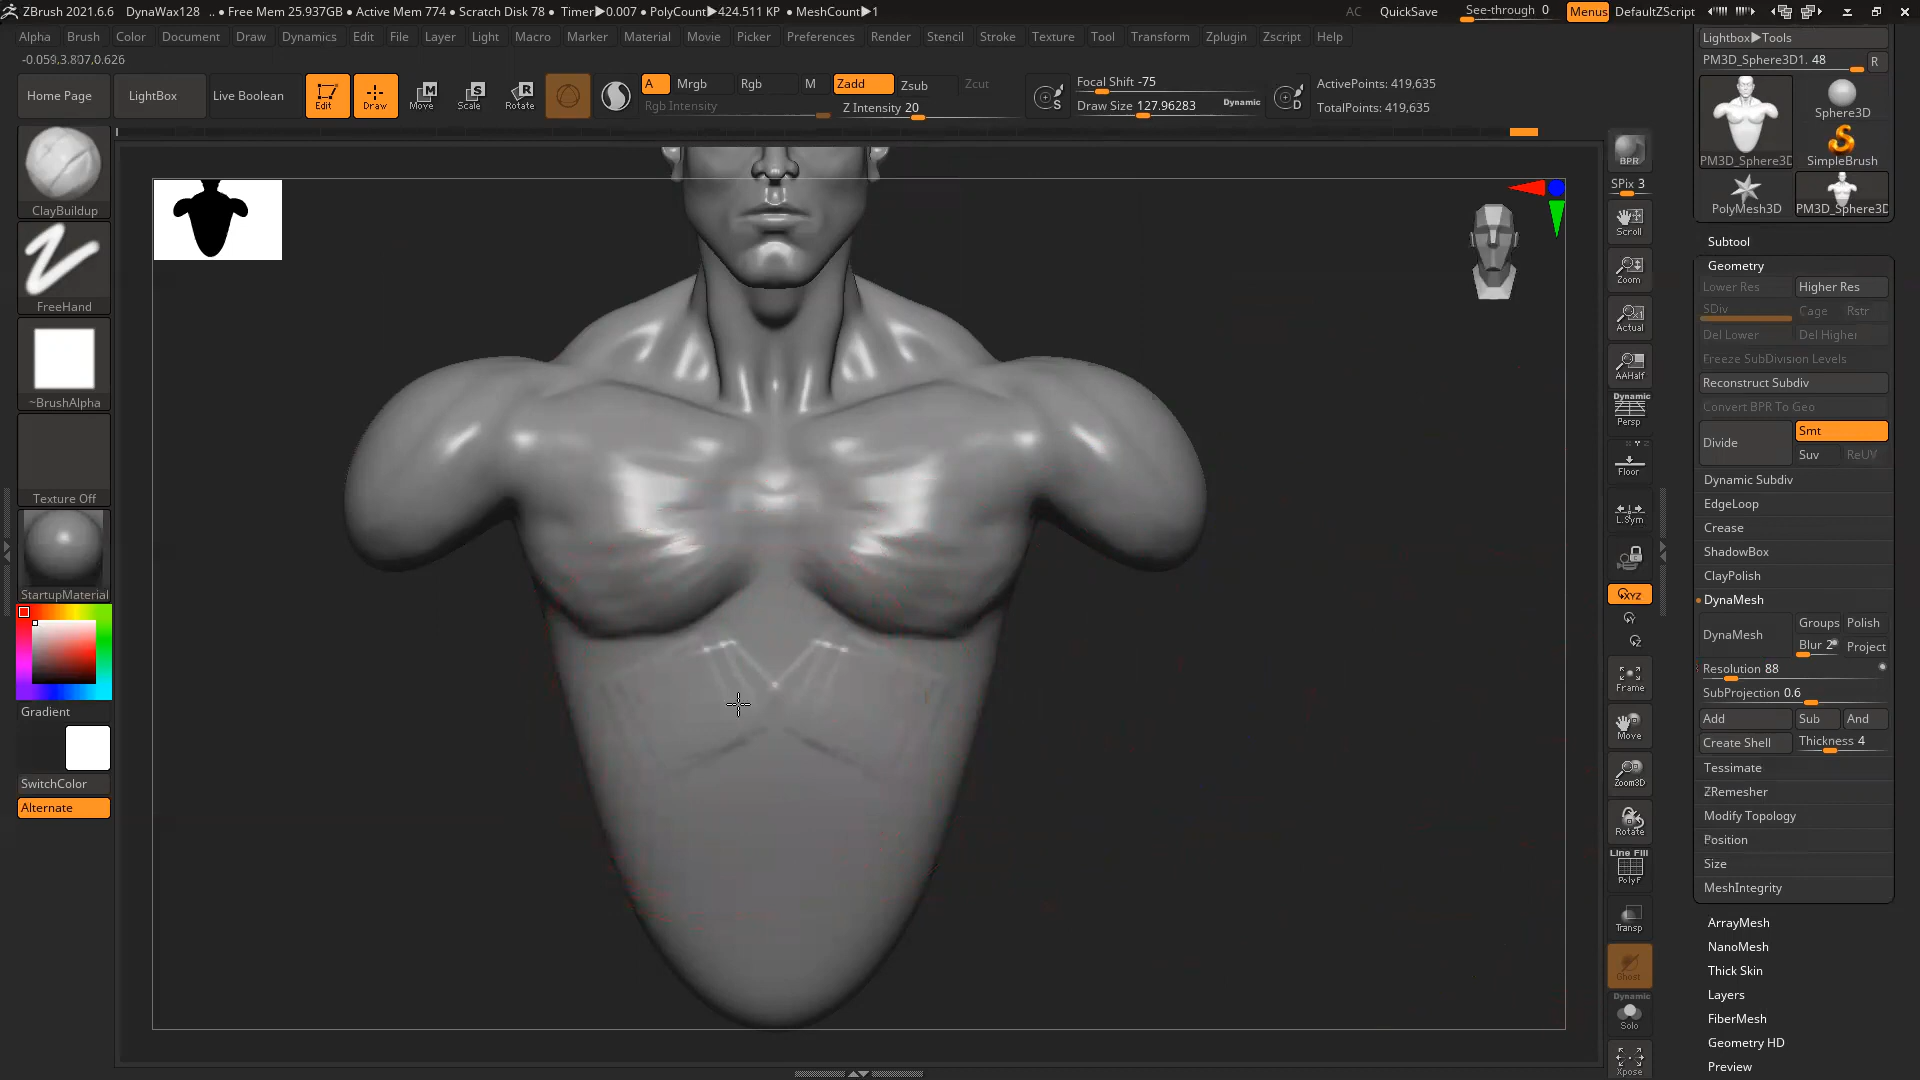 ZBrush 2021.6.6 DynaWax128 .. • Free Mem 25.937GB • Active Mem 774 • Scratch Disk 78 • Timer▶0.007 • PolyCount▶424.511 KP • MeshCount▶1 AC QuickSave See-through 0 Menus DefaultZScript
Alpha Brush Color Document Draw Dynamics Edit File Layer Light Macro Marker Material Movie Picker Preferences Render Stencil Stroke Texture Tool Transform Zplugin Zscript Help
-0.059,3.807,0.626
Home Page LightBox Live Boolean Edit Draw Move Scale Rotate
M S R
A Mrgb Rgb M Zadd Zsub Zcut
Rgb Intensity Z Intensity 20
S Focal Shift -75
Draw Size 127.96283 Dynamic D
ActivePoints: 419,635
TotalPoints: 419,635
ClayBuildup
FreeHand
~BrushAlpha
Texture Off
StartupMaterial
Gradient
SwitchColor
Alternate
BPR
SPix 3
Scroll
Zoom
Actual
AAHalf
Dynamic
Persp
Floor
L.Sym
XYZ
Y
Z
Frame
Move
Zoom3D
Rotate
Line Fill
PolyF
Transp
Ghost
Dynamic
Solo
Xpose
Lightbox▶Tools
PM3D_Sphere3D1. 48 R
Sphere3D
PM3D_Sphere3D SimpleBrush
PolyMesh3D PM3D_Sphere3D
Subtool
Geometry
Lower Res Higher Res
SDiv Cage Rstr
Del Lower Del Higher
Freeze SubDivision Levels
Reconstruct Subdiv
Convert BPR To Geo
Divide Smt
Suv ReUV
Dynamic Subdiv
EdgeLoop
Crease
ShadowBox
ClayPolish
DynaMesh
DynaMesh Groups Polish
Blur 2 Project
Resolution 88
SubProjection 0.6
Add Sub And
Create Shell Thickness 4
Tessimate
ZRemesher
Modify Topology
Position
Size
MeshIntegrity
ArrayMesh
NanoMesh
Thick Skin
Layers
FiberMesh
Geometry HD
Preview